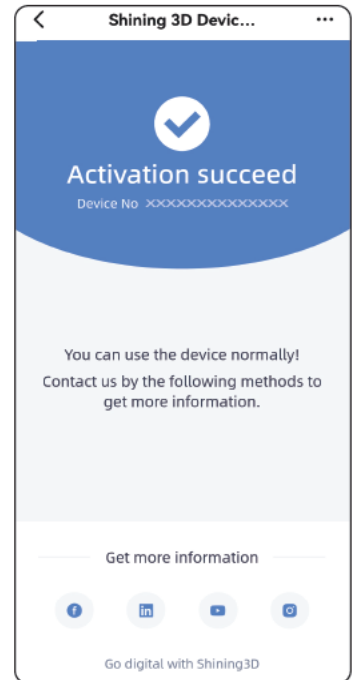 Shining 3D Devic...
Activation succeed
Device No XXXXXXXXXXXXXX
You can use the device normally!
Contact us by the following methods to
get more information.
Get more information
Go digital with Shining3D